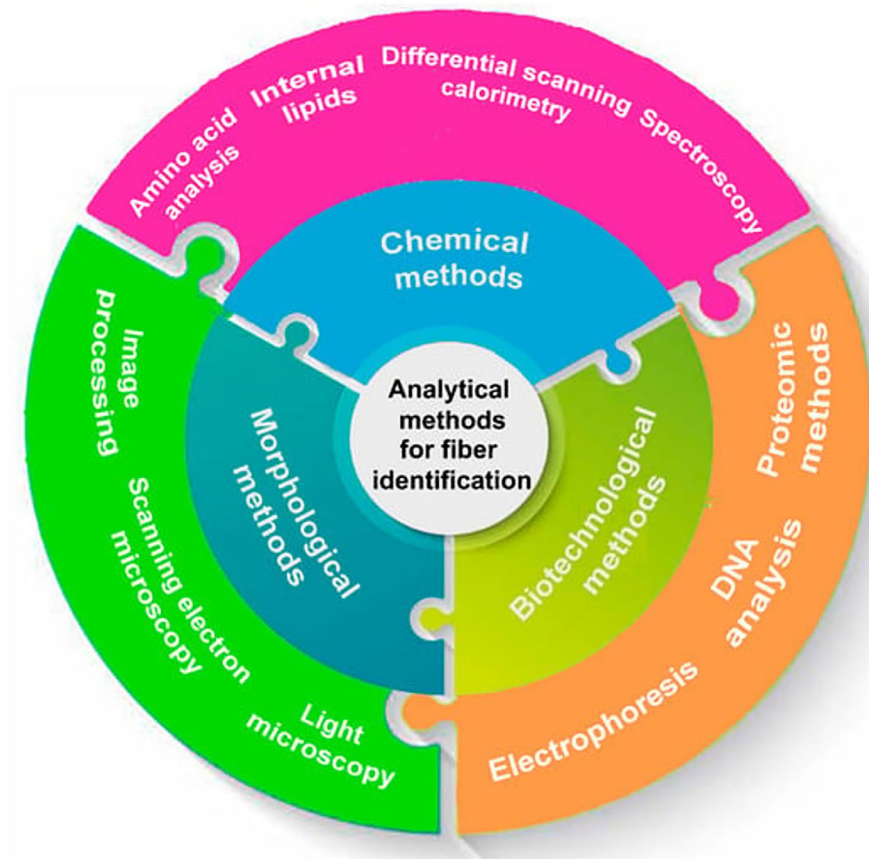 Analytical
methods
for fiber
identification
Chemical
methods
Amino acid
analysis
Internal
lipids
Differential scanning
calorimetry
Spectroscopy
Biotechnological
methods
Proteomic
methods
DNA
analysis
Electrophoresis
Morphological
methods
Image
processing
Scanning electron
microscopy
Light
microscopy